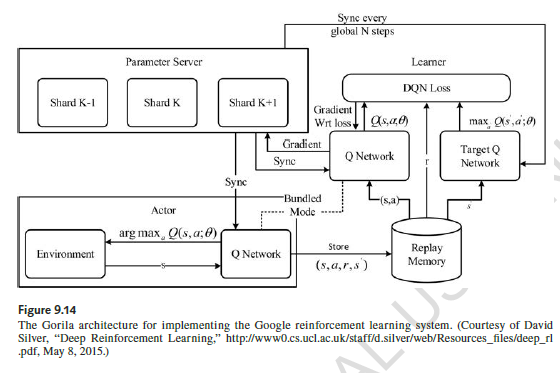 Sync every
global N steps
Parameter Server
Learner
Shard K-1
Shard K
Shard K+1
DQN Loss
Gradient
Wrt loss
Q(s,a;θ)
max_a' Q(s',a';θ)
Gradient
Sync
Q Network
Target Q
Network
r
Sync
Bundled
Mode
(s,a)
s'
Actor
arg max_a Q(s,a;θ)
Environment
s
Q Network
Store
(s,a,r,s')
Replay
Memory
Figure 9.14
The Gorila architecture for implementing the Google reinforcement learning system. (Courtesy of David
Silver, “Deep Reinforcement Learning,” http://www0.cs.ucl.ac.uk/staff/d.silver/web/Resources_files/deep_rl
.pdf, May 8, 2015.)